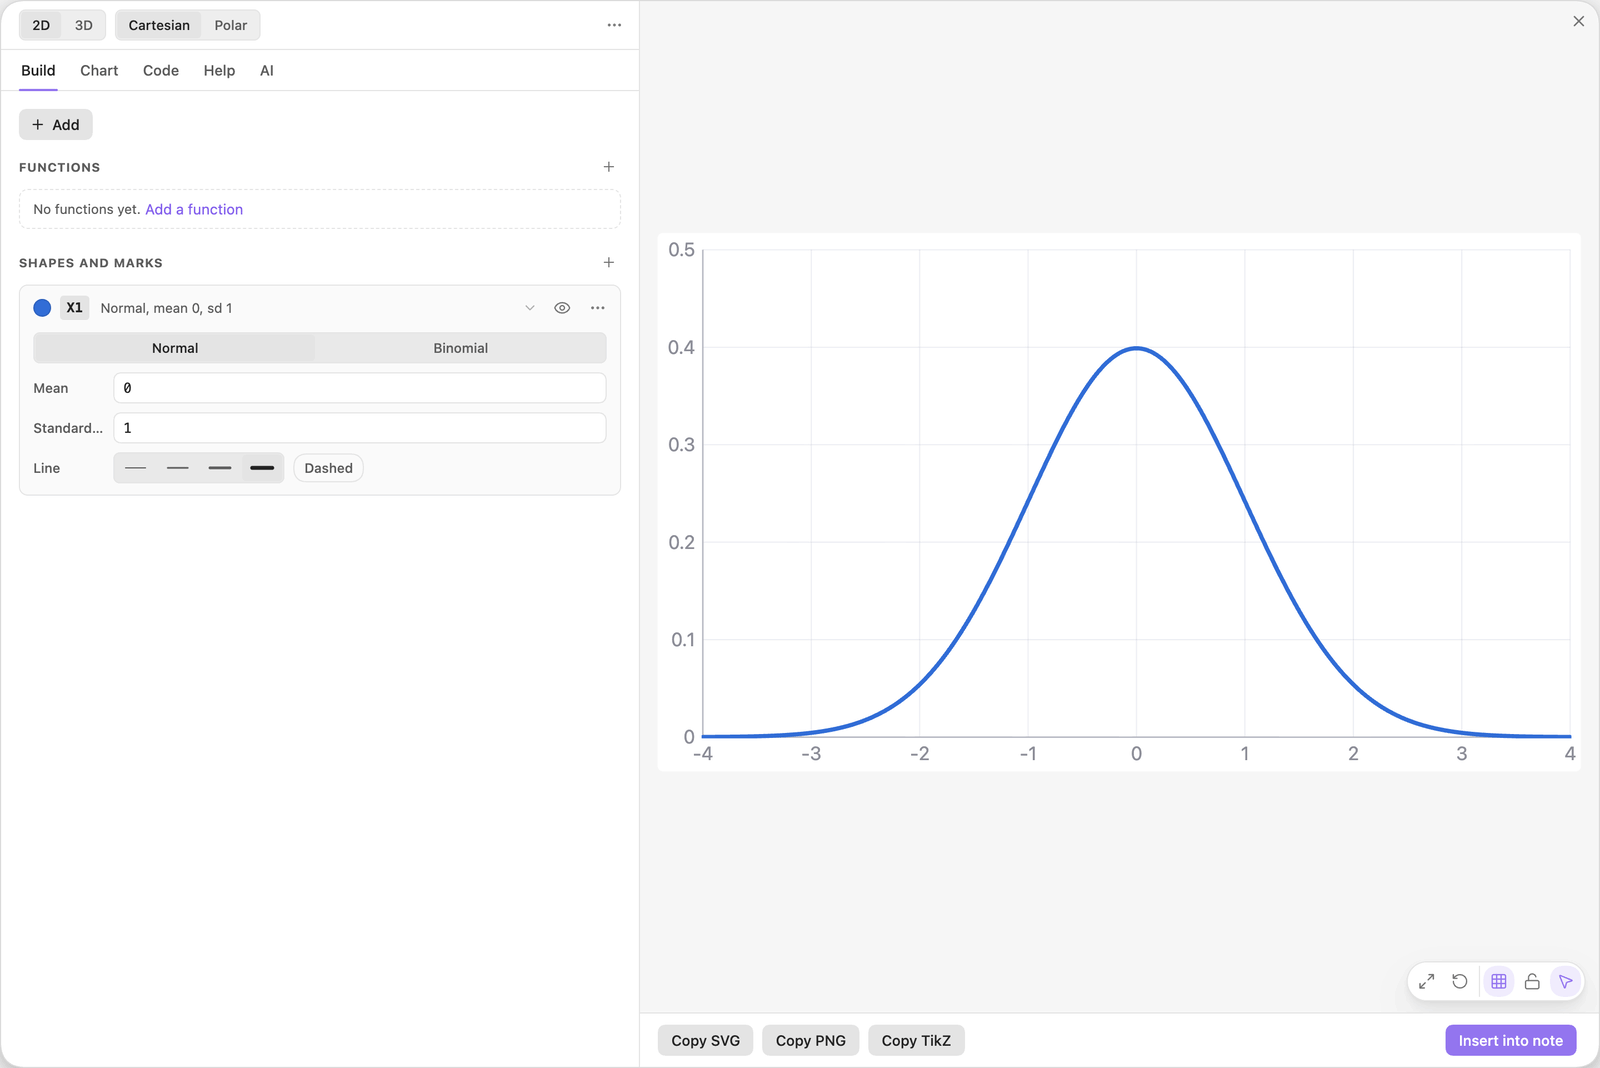 2D 3D Cartesian Polar
Build Chart Code Help AI
+ Add
FUNCTIONS
No functions yet. Add a function
SHAPES AND MARKS
X1 Normal, mean 0, sd 1
Normal Binomial
Mean 0
Standard... 1
Line Dashed
0.5
0.4
0.3
0.2
0.1
0
-4 -3 -2 -1 0 1 2 3 4
Copy SVG Copy PNG Copy TikZ Insert into note